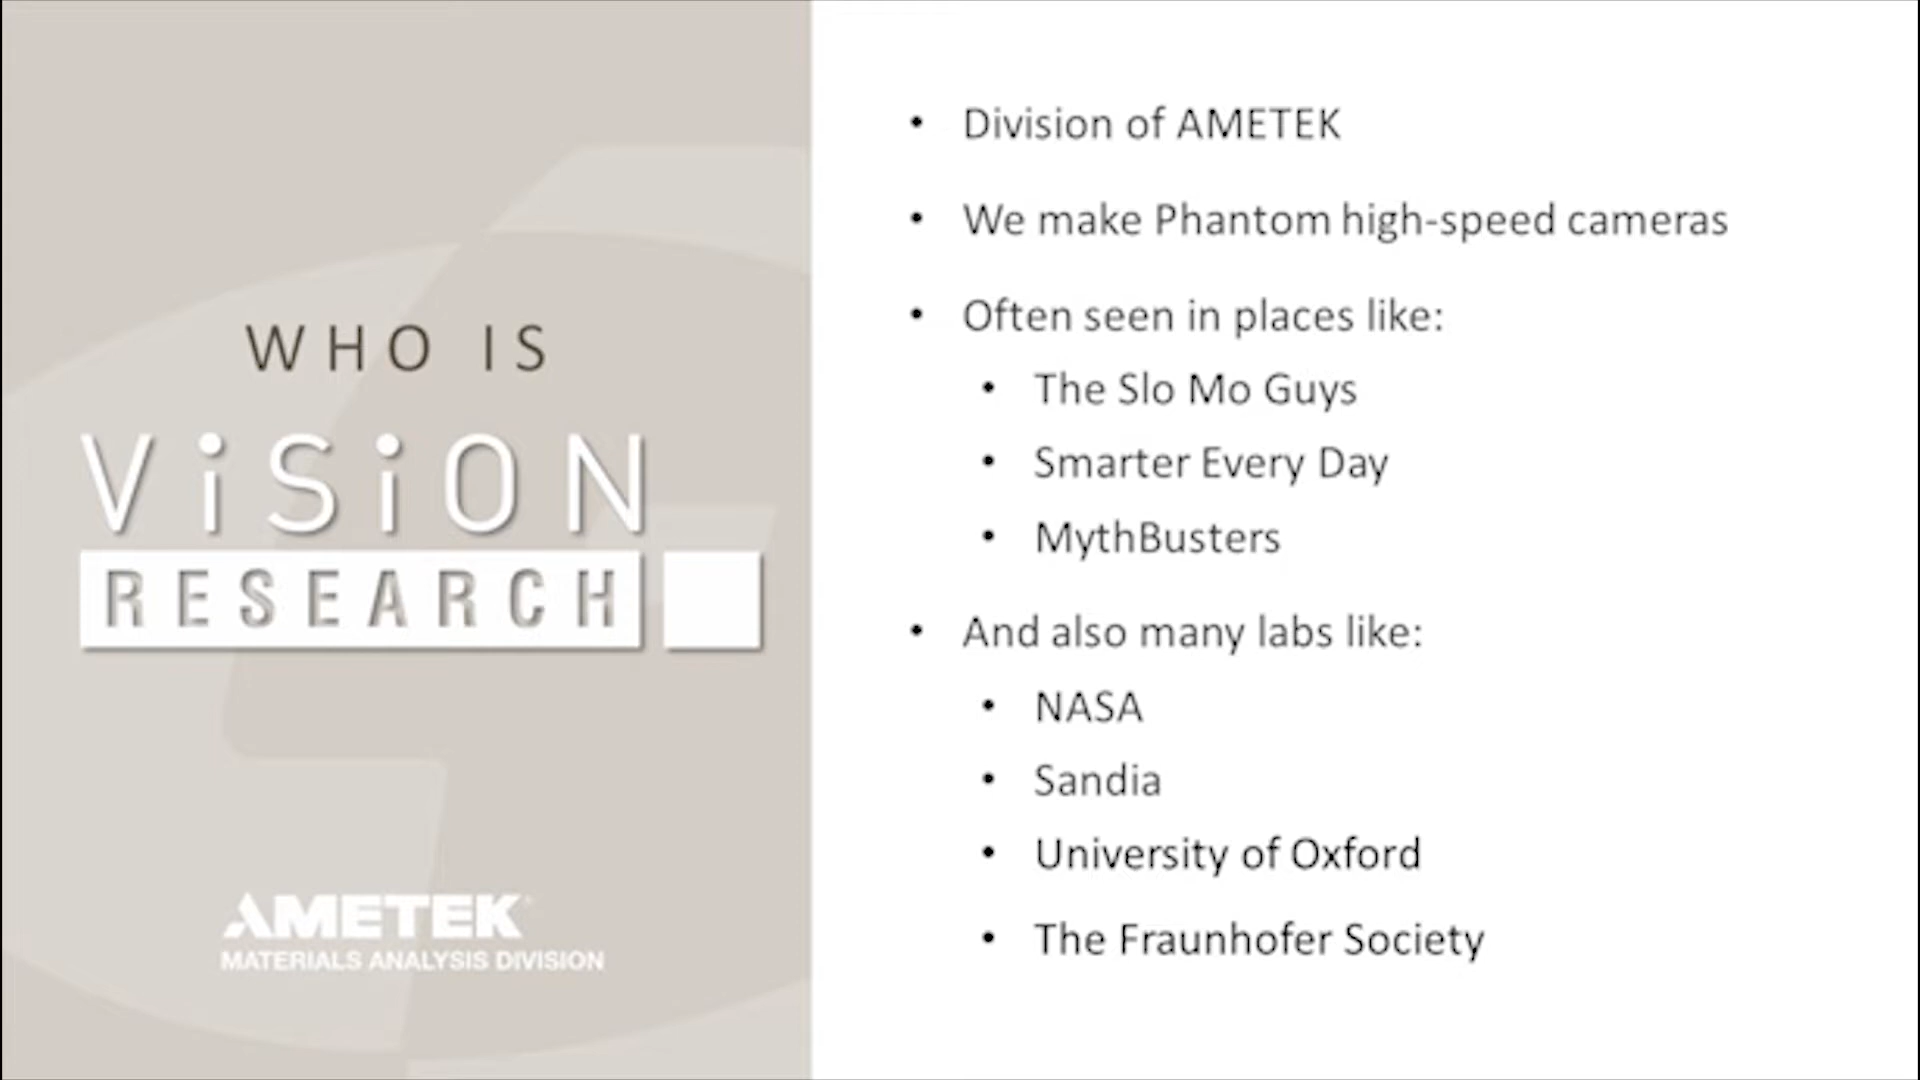 WHO IS
ViSiON
RESEARCH
AMETEK
MATERIALS ANALYSIS DIVISION
• Division of AMETEK
• We make Phantom high-speed cameras
• Often seen in places like:
• The Slo Mo Guys
• Smarter Every Day
• MythBusters
• And also many labs like:
• NASA
• Sandia
• University of Oxford
• The Fraunhofer Society